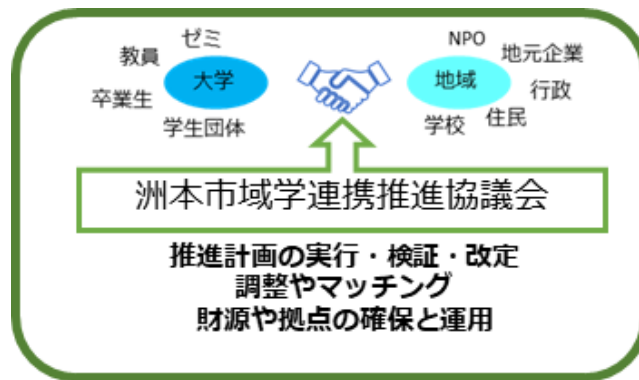 ゼミ
教員
大学
卒業生
学生団体
NPO
地元企業
地域
行政
住民
学校
洲本市域学連携推進協議会
推進計画の実行・検証・改定
調整やマッチング
財源や拠点の確保と運用